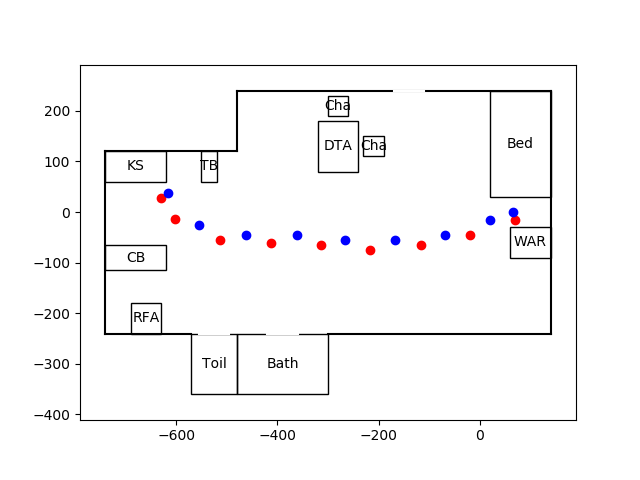 200
100
0
−100
−200
−300
−400
Cha
DTA
Cha
Bed
KS
TB
WAR
CB
RFA
Toil
Bath
−600
−400
−200
0